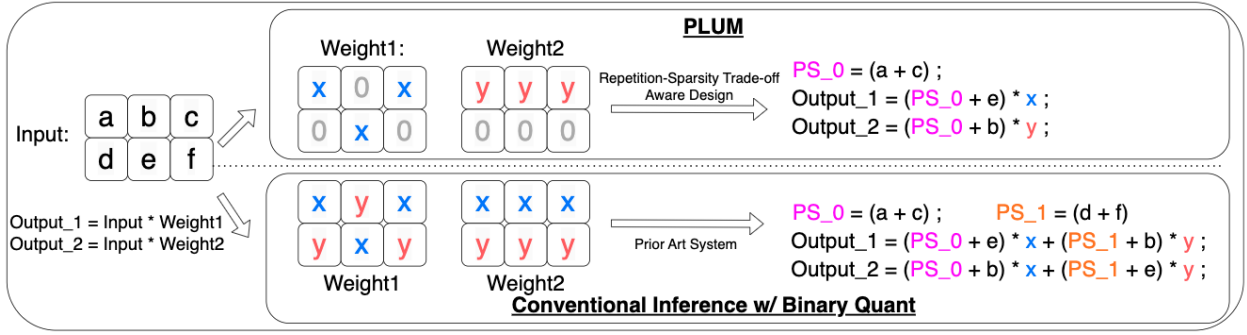 PLUM
Weight1: Weight2
x 0 x y y y
0 x 0 0 0 0
Repetition-Sparsity Trade-off
Aware Design
PS_0 = (a + c) ;
Output_1 = (PS_0 + e) * x ;
Output_2 = (PS_0 + b) * y ;
Input:
a b c
d e f
Output_1 = Input * Weight1
Output_2 = Input * Weight2
x y x x x x
y x y y y y
Weight1 Weight2
Prior Art System
PS_0 = (a + c) ; PS_1 = (d + f)
Output_1 = (PS_0 + e) * x + (PS_1 + b) * y ;
Output_2 = (PS_0 + b) * x + (PS_1 + e) * y ;
Conventional Inference w/ Binary Quant